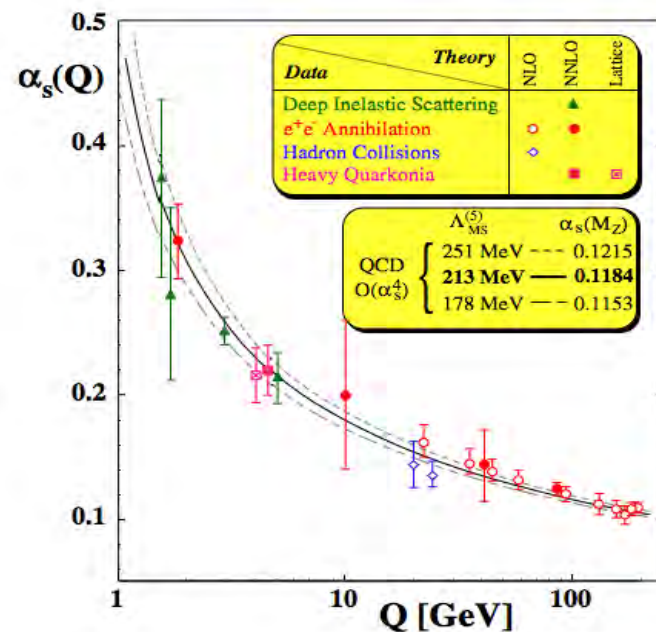 0.5
αs(Q)
0.4
0.3
0.2
0.1
1
10
100
Q [GeV]
Theory
Data
NLO
NNLO
Lattice
Deep Inelastic Scattering
e+e- Annihilation
Hadron Collisions
Heavy Quarkonia
Λ(5)MS αs(MZ)
QCD O(αs4)
251 MeV 0.1215
213 MeV 0.1184
178 MeV 0.1153